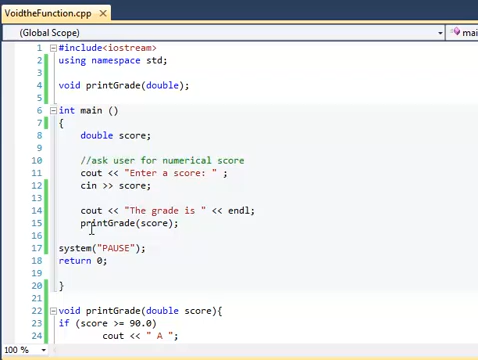 VoidtheFunction.cpp
(Global Scope) mai
1 #include<iostream>
2 using namespace std;
3
4 void printGrade(double);
5
6 int main ()
7 {
8 double score;
9
10 //ask user for numerical score
11 cout << "Enter a score: " ;
12 cin >> score;
13
14 cout << "The grade is " << endl;
15 printGrade(score);
16
17 system("PAUSE");
18 return 0;
19
20 }
21
22 void printGrade(double score){
23 if (score >= 90.0)
24 cout << " A ";
100 %